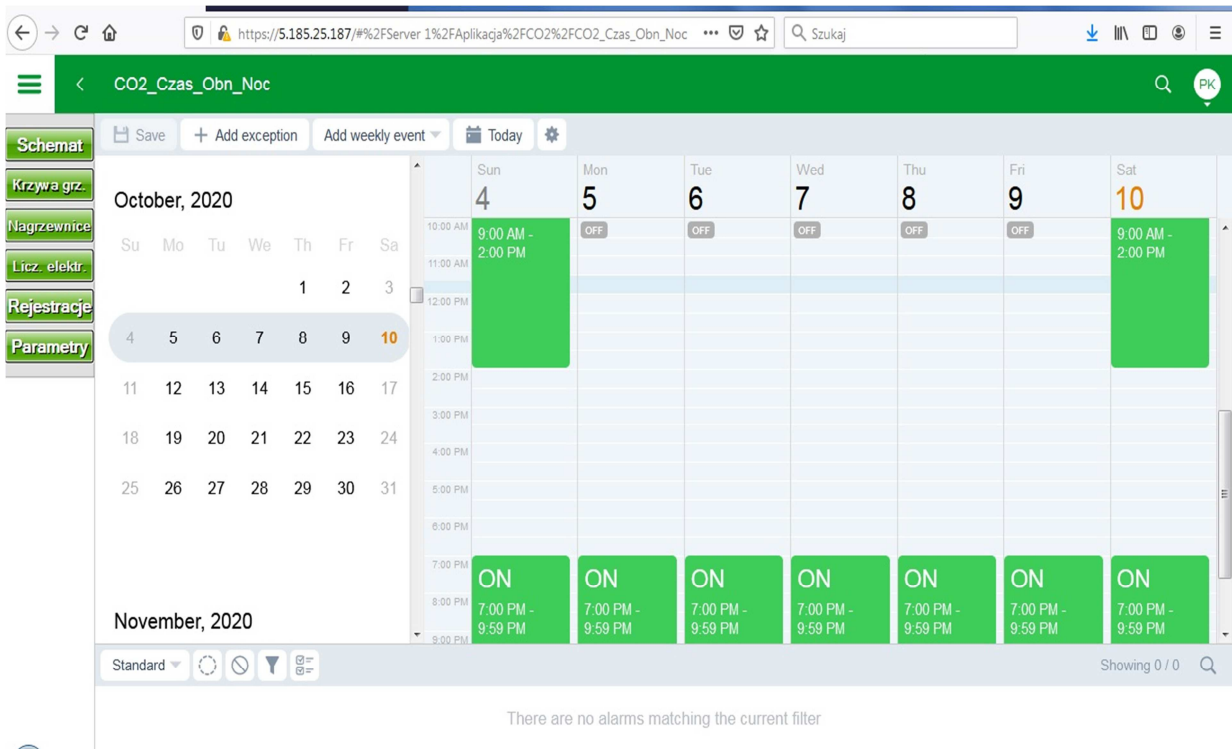 https://5.185.25.187/#%2FServer 1%2FAplikacja%2FCO2%2FCO2_Czas_Obn_Noc
Szukaj
CO2_Czas_Obn_Noc
PK
Schemat
Krzywa grz.
Nagrzewnice
Licz. elektr.
Rejestracje
Parametry
Save
+ Add exception
Add weekly event
Today
October, 2020
Su Mo Tu We Th Fr Sa
1 2 3
4 5 6 7 8 9 10
11 12 13 14 15 16 17
18 19 20 21 22 23 24
25 26 27 28 29 30 31
November, 2020
Sun Mon Tue Wed Thu Fri Sat
4 5 6 7 8 9 10
10:00 AM
11:00 AM
12:00 PM
1:00 PM
2:00 PM
3:00 PM
4:00 PM
5:00 PM
6:00 PM
7:00 PM
8:00 PM
9:00 PM
9:00 AM -
2:00 PM
OFF OFF OFF OFF OFF
9:00 AM -
2:00 PM
ON ON ON ON ON ON ON
7:00 PM - 7:00 PM - 7:00 PM - 7:00 PM - 7:00 PM - 7:00 PM - 7:00 PM -
9:59 PM 9:59 PM 9:59 PM 9:59 PM 9:59 PM 9:59 PM 9:59 PM
Standard
Showing 0 / 0
There are no alarms matching the current filter